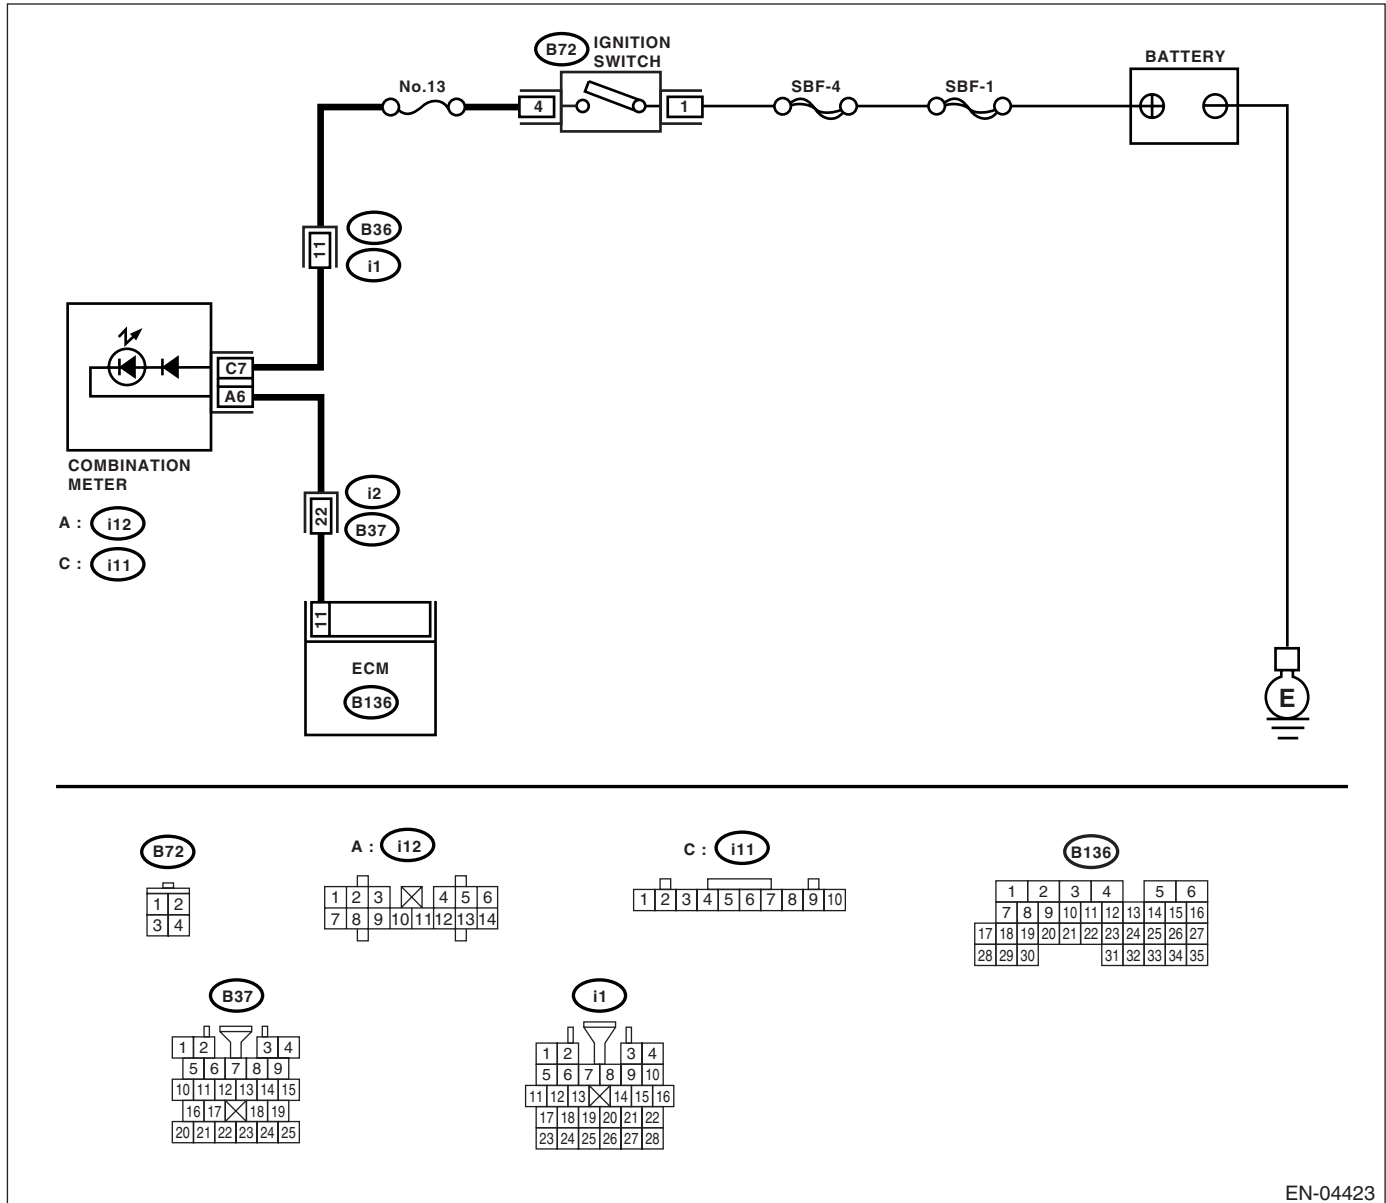 B72 IGNITION
SWITCH
BATTERY
No.13
SBF-4
SBF-1
4
1
B36
11
i1
C7
A6
COMBINATION
METER
A : i12
C : i11
i2
22
B37
11
ECM
B136
E
B72
1 2
3 4
A : i12
1 2 3 4 5 6
7 8 9 10 11 12 13 14
C : i11
1 2 3 4 5 6 7 8 9 10
B136
1 2 3 4 5 6
7 8 9 10 11 12 13 14 15 16
17 18 19 20 21 22 23 24 25 26 27
28 29 30 31 32 33 34 35
B37
1 2 3 4
5 6 7 8 9
10 11 12 13 14 15
16 17 18 19
20 21 22 23 24 25
i1
1 2 3 4
5 6 7 8 9 10
11 12 13 14 15 16
17 18 19 20 21 22
23 24 25 26 27 28
EN-04423